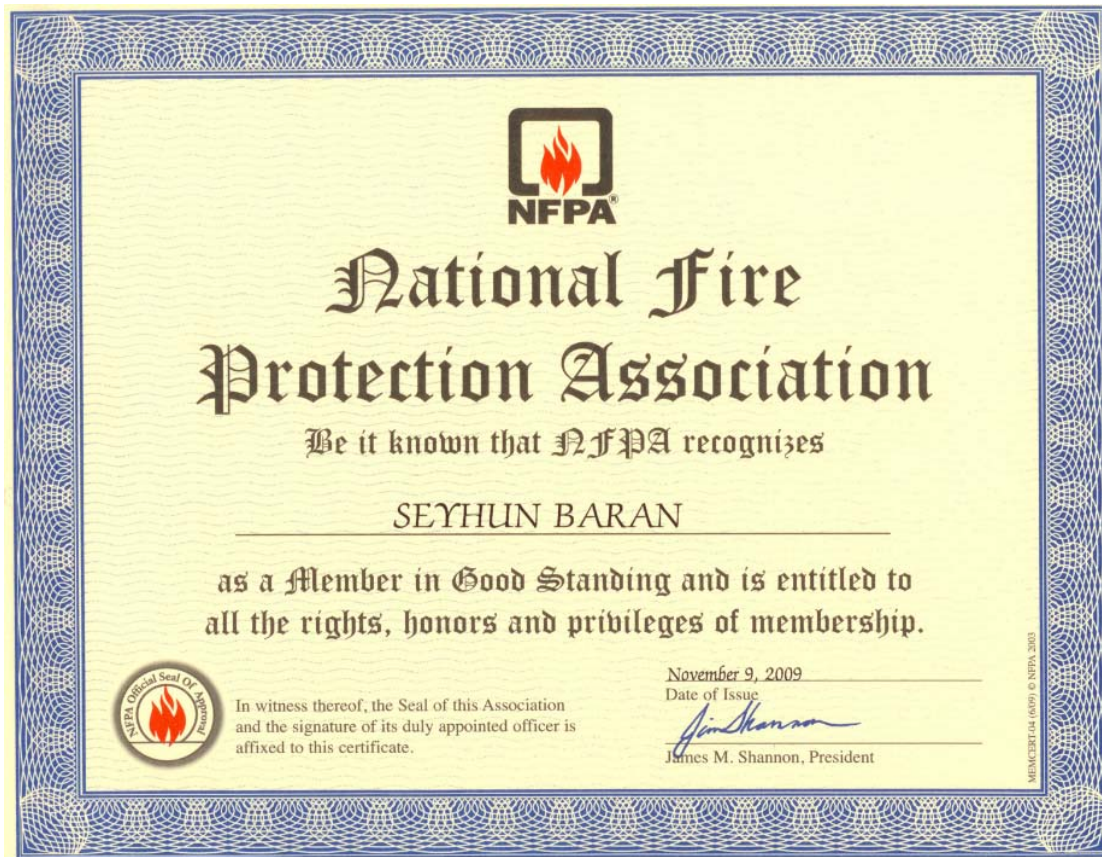 NFPA®
National Fire
Protection Association
Be it known that NFPA recognizes
SEYHUN BARAN
as a Member in Good Standing and is entitled to
all the rights, honors and privileges of membership.
NFPA Official Seal Of Approval
In witness thereof, the Seal of this Association
and the signature of its duly appointed officer is
affixed to this certificate.
November 9, 2009
Date of Issue
Jim Shannon
James M. Shannon, President
MEMCERT-04 (6/09) © NFPA 2003